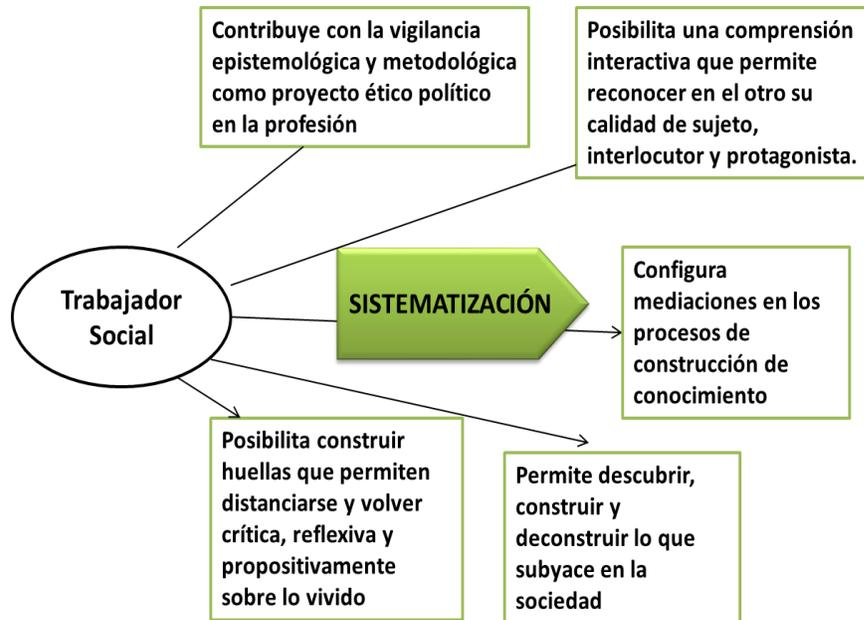 Contribuye con la vigilancia
epistemológica y metodológica
como proyecto ético político
en la profesión
Posibilita una comprensión
interactiva que permite
reconocer en el otro su
calidad de sujeto,
interlocutor y protagonista.
Trabajador
Social
SISTEMATIZACIÓN
Configura
mediaciones en los
procesos de
construcción de
conocimiento
Posibilita construir
huellas que permiten
distanciarse y volver
crítica, reflexiva y
propositivamente
sobre lo vivido
Permite descubrir,
construir y
deconstruir lo que
subyace en la
sociedad